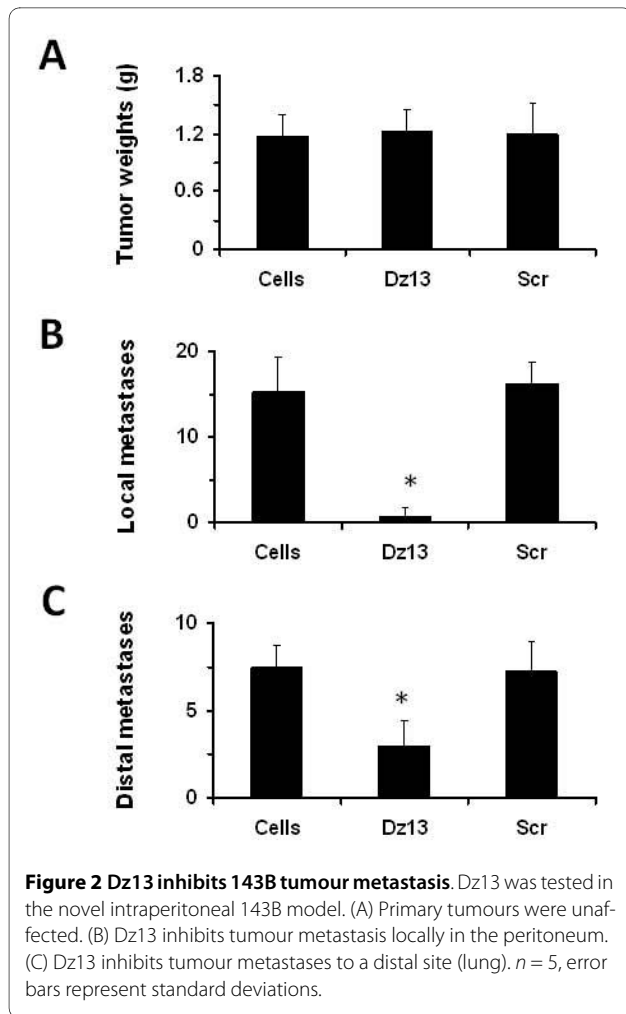 A
Tumor weights (g)
1.8
1.2
0.6
0
Cells Dz13 Scr
B
Local metastases
20
10
0
*
Cells Dz13 Scr
C
Distal metastases
10
5
0
*
Cells Dz13 Scr
Figure 2 Dz13 inhibits 143B tumour metastasis. Dz13 was tested in
the novel intraperitoneal 143B model. (A) Primary tumours were unaf-
fected. (B) Dz13 inhibits tumour metastasis locally in the peritoneum.
(C) Dz13 inhibits tumour metastases to a distal site (lung). n = 5, error
bars represent standard deviations.